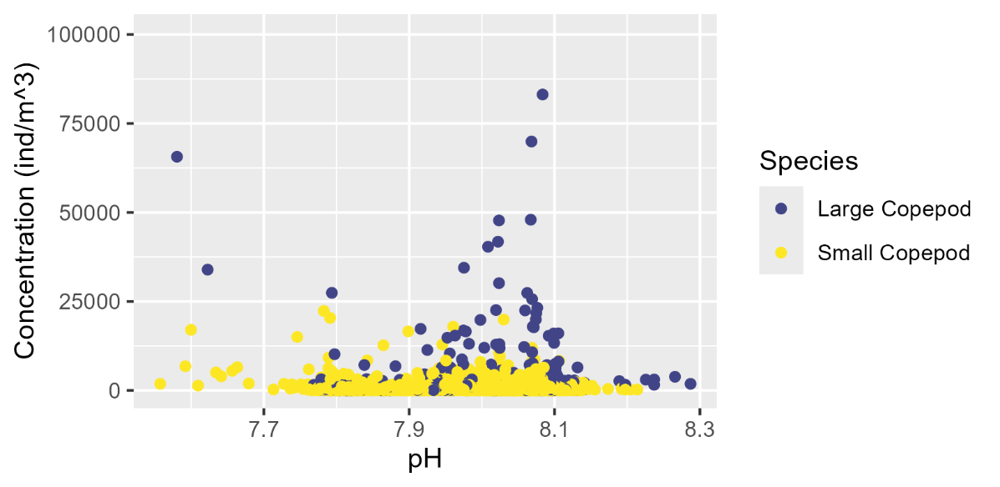 100000
75000
50000
25000
0
Concentration (ind/m^3)
7.7
7.9
8.1
8.3
pH
Species
Large Copepod
Small Copepod